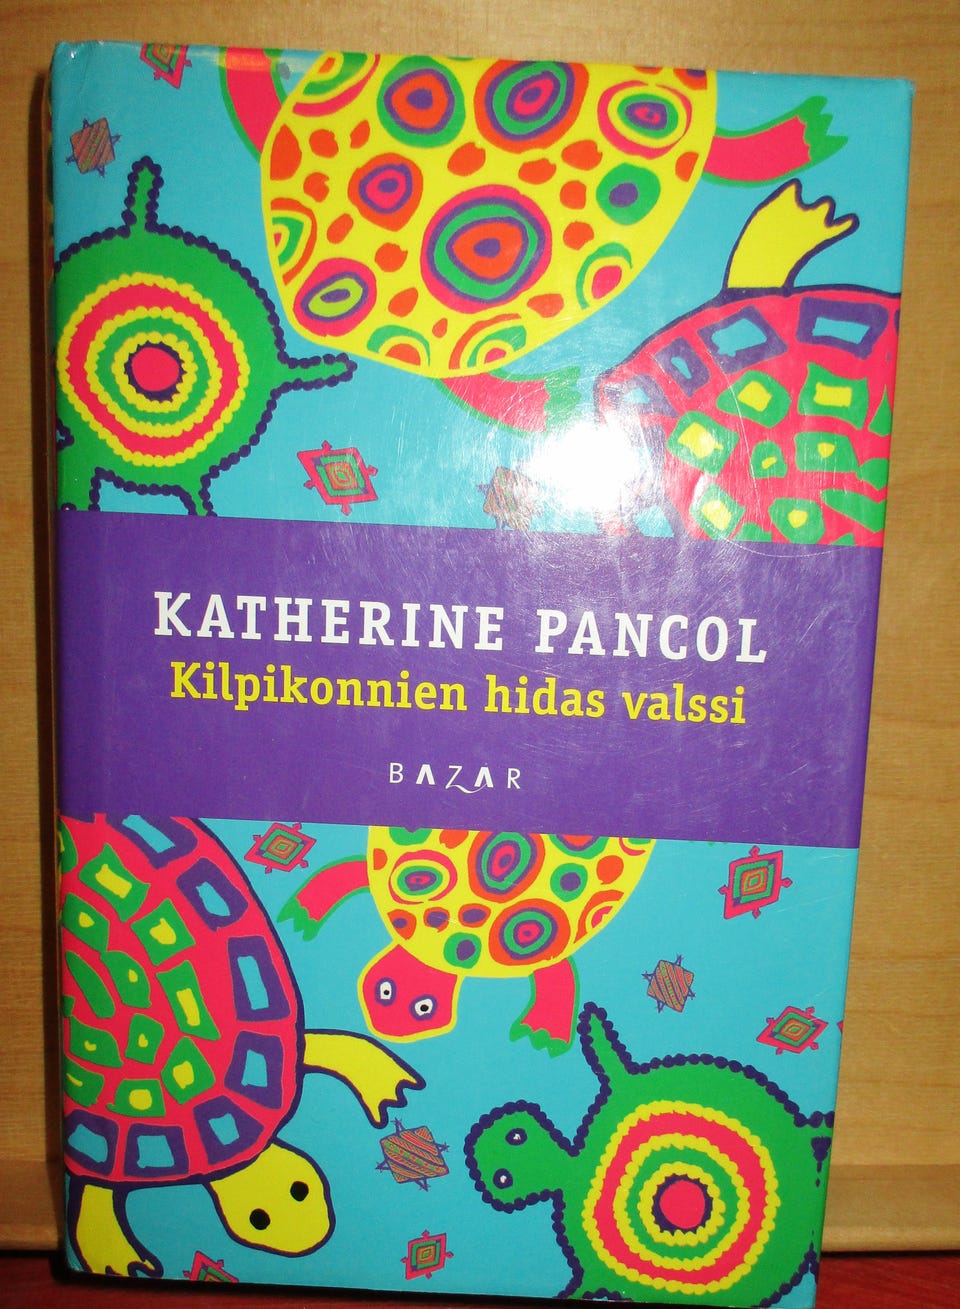 KATHERINE PANCOL
Kilpikonnien hidas valssi
BAZAR